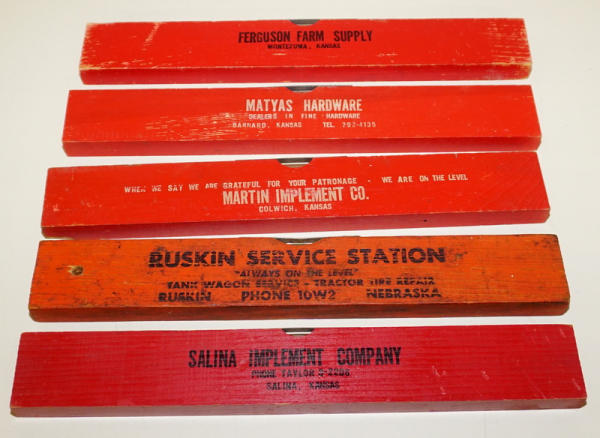 FERGUSON FARM SUPPLY
MONTEZUMA, KANSAS
MATYAS HARDWARE
DEALERS IN FINE HARDWARE
BARNARD, KANSAS TEL. 792-4135
WHEN WE SAY WE ARE GRATEFUL FOR YOUR PATRONAGE - WE ARE ON THE LEVEL
MARTIN IMPLEMENT CO.
COLWICH, KANSAS
RUSKIN SERVICE STATION
"ALWAYS ON THE LEVEL"
TANK WAGON SERVICE - TRACTOR TIRE REPAIR
RUSKIN PHONE 10W2 NEBRASKA
SALINA IMPLEMENT COMPANY
PHONE TAYLOR
SALINA, KANSAS